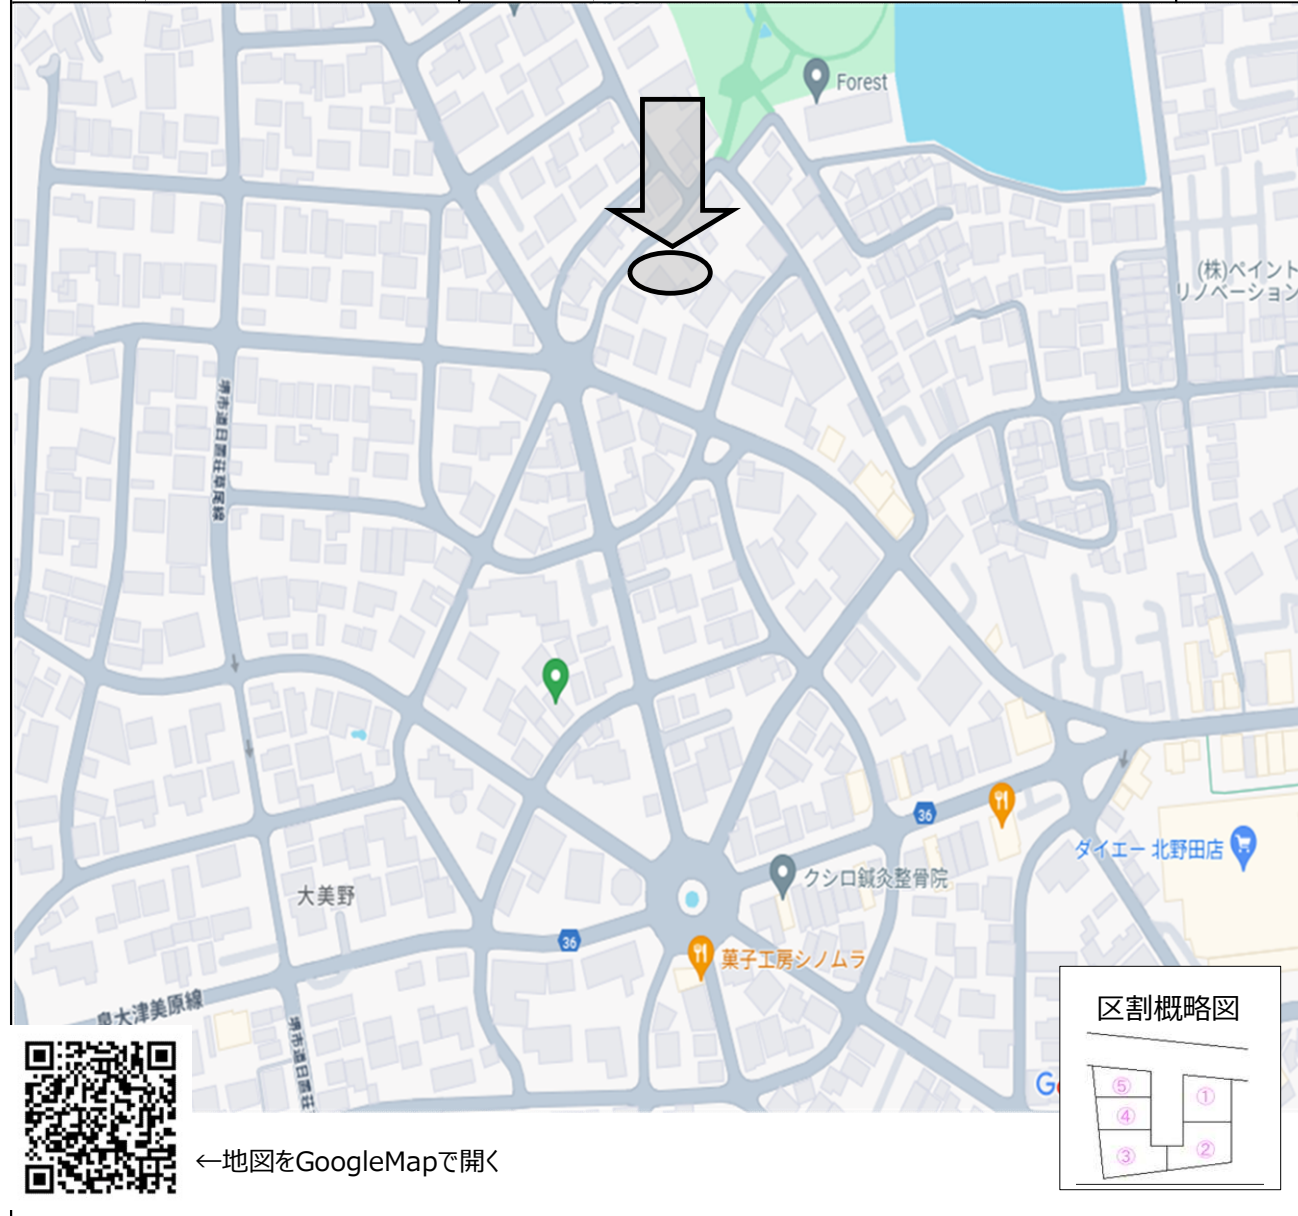 Forest
(株)ペイント
リノベーション
堺市道日置荘草尾線
36
ダイエー 北野田店
クシロ鍼灸整骨院
大美野
36
菓子工房シノムラ
泉大津美原線
堺市道日置荘
区割概略図
⑤
①
④
③
②
←地図をGoogleMapで開く